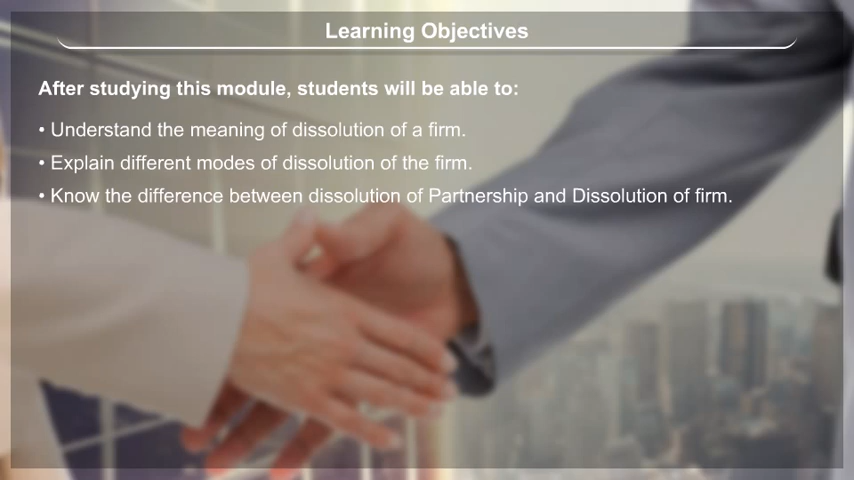 Learning Objectives
After studying this module, students will be able to:
• Understand the meaning of dissolution of a firm.
• Explain different modes of dissolution of the firm.
• Know the difference between dissolution of Partnership and Dissolution of firm.